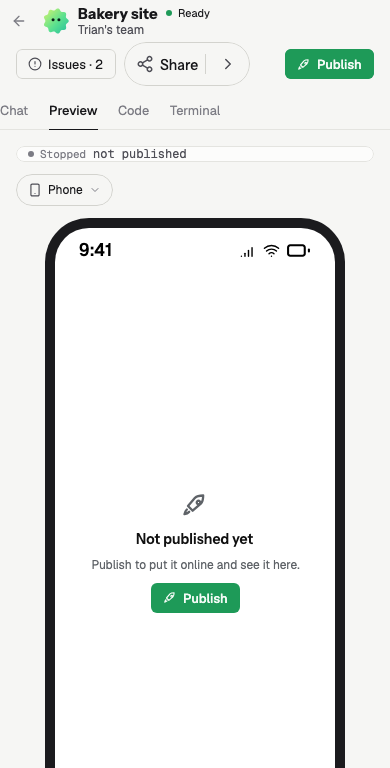 Bakery site
Ready
Trian's team
Issues · 2
Share
Publish
Chat
Preview
Code
Terminal
Stopped not published
Phone
9:41
Not published yet
Publish to put it online and see it here.
Publish